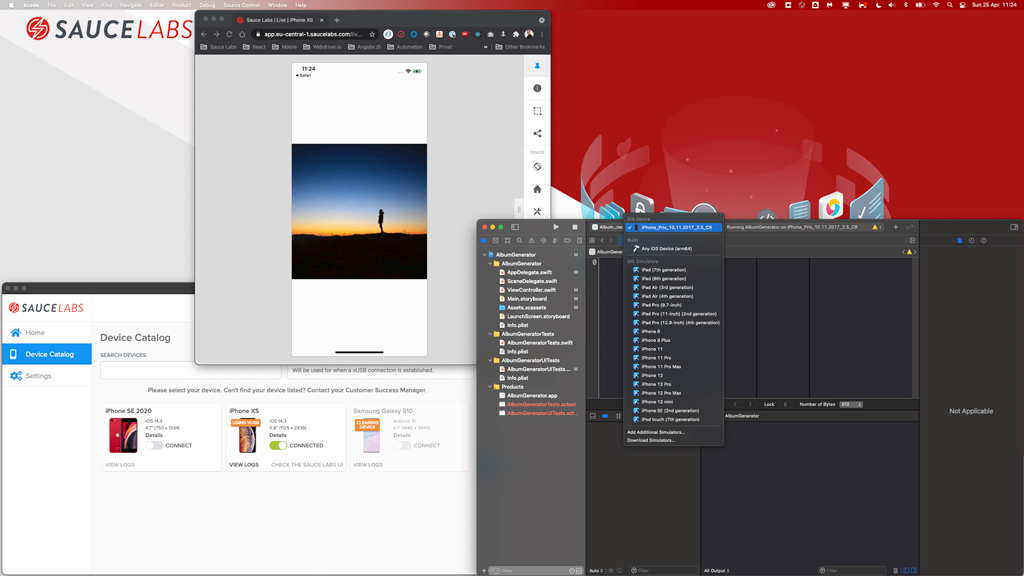 Xcode File Edit View Find Navigate Editor Product Debug Source Control Window Help
Sun 25 Apr 11:24
SAUCE LABS
Sauce Labs | Live | iPhone XS
app.eu-central-1.saucelabs.com/liv...
Sauce Labs React Mobile Webdriver.io AngularJS Automation Privat » Other Bookmarks
11:24
Safari
DEVICE
SAUCE LABS
Home
Device Catalog
Settings
Device Catalog
SEARCH DEVICES
Will be used for when a vUSB connection is established.
Please select your device. Can't find your device listed? Contact your Customer Success Manager.
iPhone SE 2020
iOS 14.3
4.7" (750 x 1334)
Details
CONNECT
VIEW LOGS
iPhone XS
USING VUSB
iOS 14.3
5.8" (1125 x 2436)
Details
CONNECTED
VIEW LOGS
CHECK THE SAUCE LABS UI
Samsung Galaxy S10
CLEANING DEVICE
Android 10
Details
CONNECT
VIEW LOGS
Album...
Running AlbumGenerator on iPhone_Priv_10.11.2017_2.5_CR
AlbumGenerator M
AlbumGenerator
AppDelegate.swift M
SceneDelegate.swift
ViewController.swift M
Main.storyboard M
Assets.xcassets M
LaunchScreen.storyboard
Info.plist
AlbumGeneratorTests
AlbumGeneratorTests.swift
Info.plist
AlbumGeneratorUITests
AlbumGeneratorUITests.... M
Info.plist
Products
AlbumGenerator.app
AlbumGeneratorTests.xctest
AlbumGeneratorUITests.xct...
Filter
AlbumGenerator
0
iOS Device
iPhone_Priv_10.11.2017_2.5_CR
Build
Any iOS Device (arm64)
iOS Simulators
iPad (7th generation)
iPad (8th generation)
iPad Air (3rd generation)
iPad Air (4th generation)
iPad Pro (9.7-inch)
iPad Pro (11-inch) (2nd generation)
iPad Pro (12.9-inch) (4th generation)
iPhone 8
iPhone 8 Plus
iPhone 11
iPhone 11 Pro
iPhone 11 Pro Max
iPhone 12
iPhone 12 Pro
iPhone 12 Pro Max
iPhone 12 mini
iPhone SE (2nd generation)
iPod touch (7th generation)
Add Additional Simulators...
Download Simulators...
Lock Number of Bytes 512
AlbumGenerator
Not Applicable
Auto Filter All Output Filter